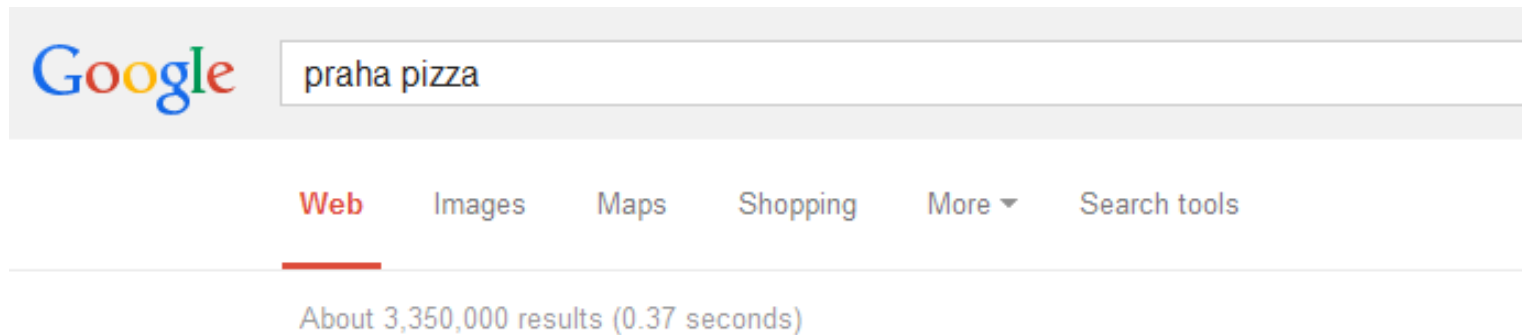 Google praha pizza
Web Images Maps Shopping More Search tools
About 3,350,000 results (0.37 seconds)